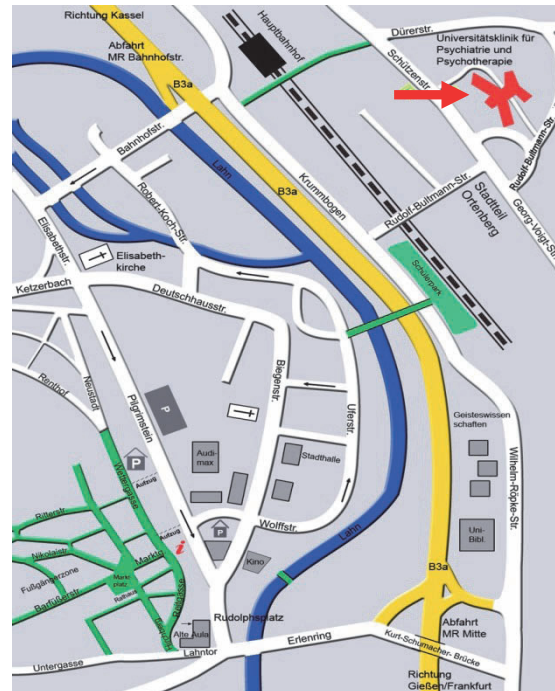 Richtung Kassel
Abfahrt
MR Bahnhofstr.
B3a
Hauptbahnhof
Dürerstr.
Universitätsklinik für
Psychiatrie und
Psychotherapie
Schützenstr.
Bahnhofstr.
Lahn
B3a
Krummbogen
Rudolf-Bultmann-Str.
Rudolf-Bultmann-Str.
Stadtteil
Ortenberg
Georg-Voigt-Str.
Robert-Koch-Str.
Elisabethstr.
Elisabeth-
kirche
Ketzerbach
Deutschhausstr.
Schülerpark
Renthof
Neustadt
Pilgrimstein
P
Biegenstr.
Uferstr.
Geisteswissen
schaften
Wilhelm-Röpke-Str.
Wettergasse
P
Audi-
max
Stadthalle
Ritterstr.
Aufzug
Uni-
Bibl.
Wolffstr.
P
Lahn
Nikolaistr.
Aufzug
Marktg.
Fußgängerzone
Markt
platz
Kino
B3a
Barfüßerstr.
Rathaus
Reitgasse
Rudolphsplatz
Alte Aula
Abfahrt
MR Mitte
Erlenring
Kurt-Schumacher- Brücke
Untergasse
Lahntor
Richtung
Gießen/Frankfurt